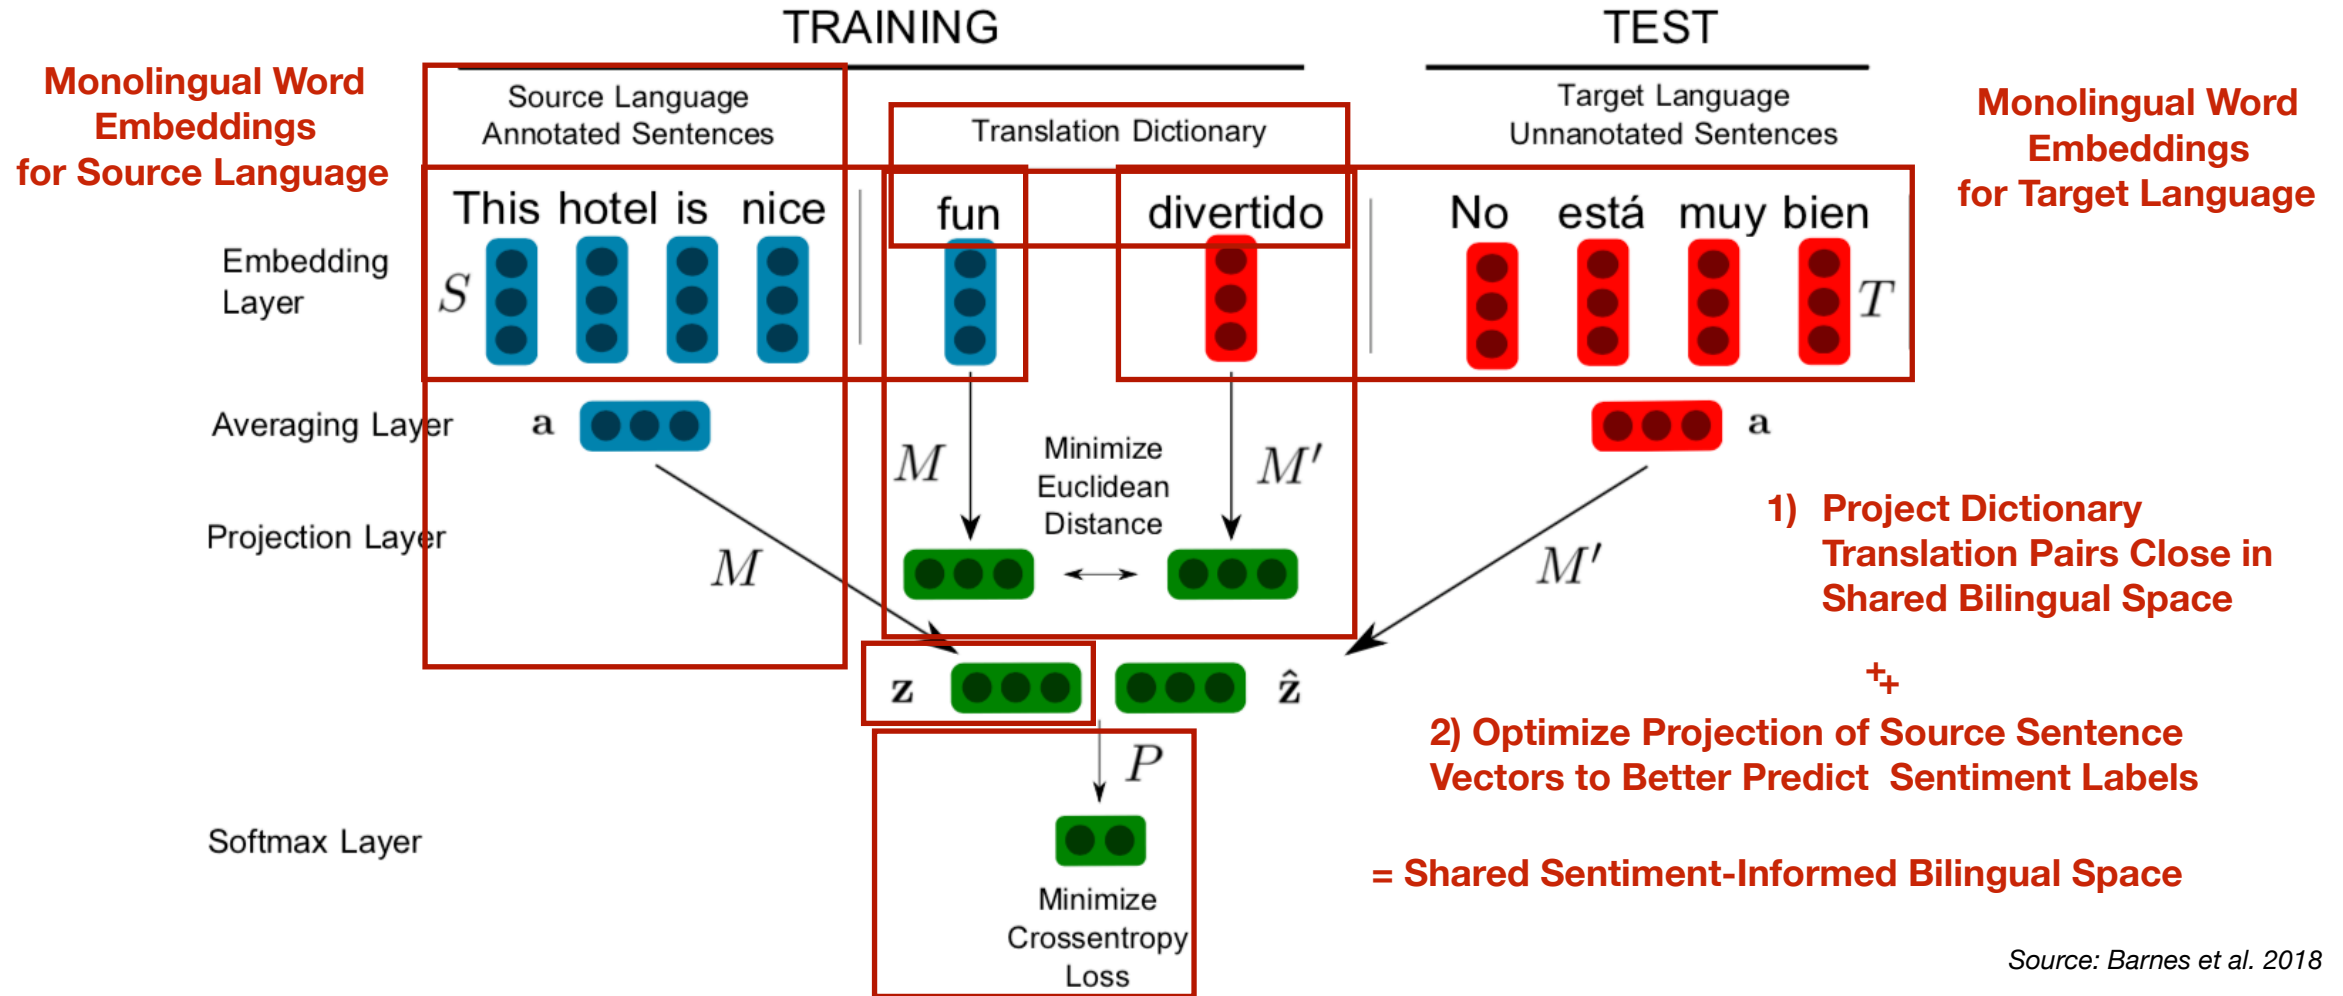 TRAINING
TEST
Monolingual Word
Embeddings
for Source Language
Source Language
Annotated Sentences
Translation Dictionary
Target Language
Unnanotated Sentences
Monolingual Word
Embeddings
for Target Language
This hotel is nice
fun
divertido
No está muy bien
Embedding
Layer
S
T
Averaging Layer
a
a
M
Minimize
Euclidean
Distance
M′
Projection Layer
M
M′
1) Project Dictionary
Translation Pairs Close in
Shared Bilingual Space
+
+
z
ẑ
2) Optimize Projection of Source Sentence
Vectors to Better Predict Sentiment Labels
P
Softmax Layer
= Shared Sentiment-Informed Bilingual Space
Minimize
Crossentropy
Loss
Source: Barnes et al. 2018